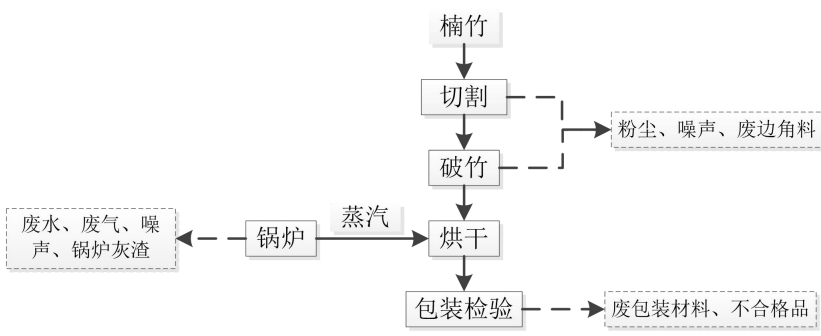 楠竹
切割
粉尘、噪声、废边角料
破竹
蒸汽
废水、废气、噪
声、锅炉灰渣
锅炉
烘干
包装检验
废包装材料、不合格品